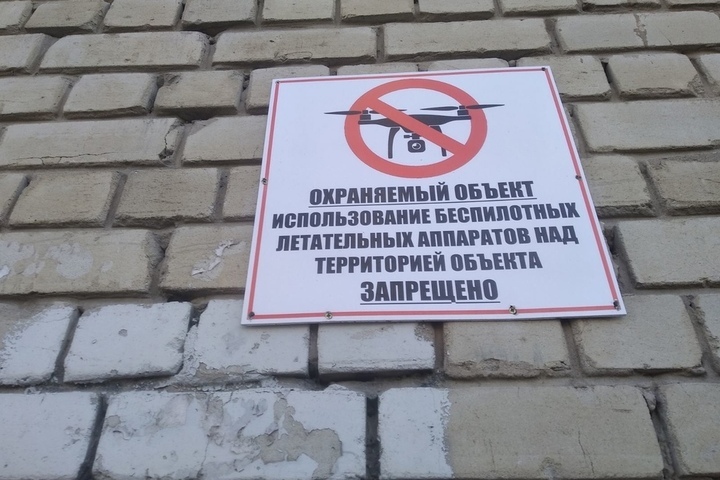 ОХРАНЯЕМЫЙ ОБЪЕКТ
ИСПОЛЬЗОВАНИЕ БЕСПИЛОТНЫХ
ЛЕТАТЕЛЬНЫХ АППАРАТОВ НАД
ТЕРРИТОРИЕЙ ОБЪЕКТА
ЗАПРЕЩЕНО